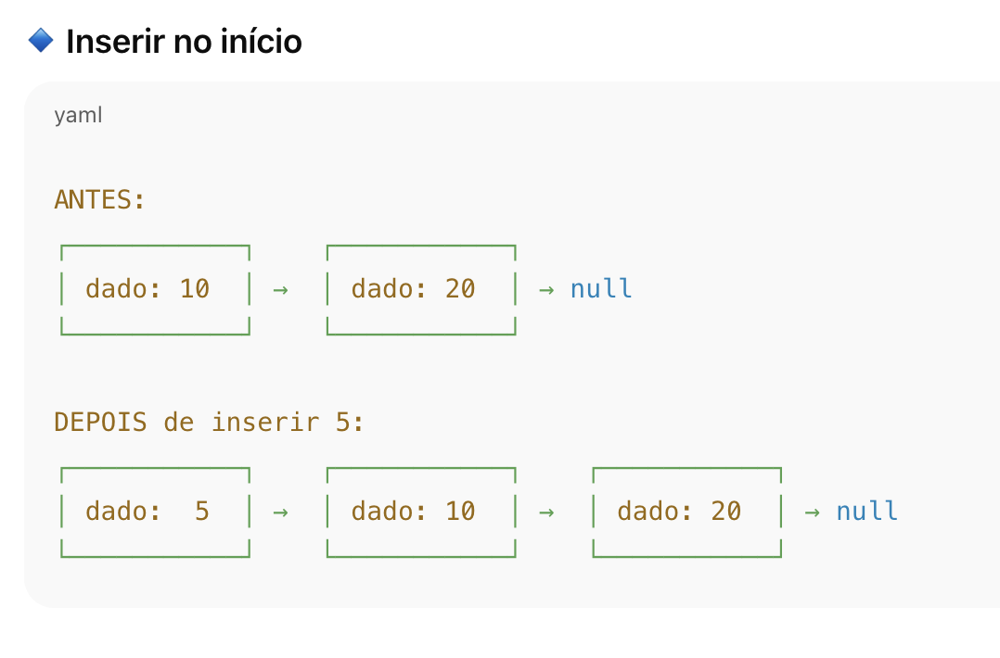 🔷 Inserir no início
yaml
ANTES:
┌───────────┐    ┌───────────┐
│ dado: 10  │ →  │ dado: 20  │ → null
└───────────┘    └───────────┘
DEPOIS de inserir 5:
┌───────────┐    ┌───────────┐    ┌───────────┐
│ dado:  5  │ →  │ dado: 10  │ →  │ dado: 20  │ → null
└───────────┘    └───────────┘    └───────────┘